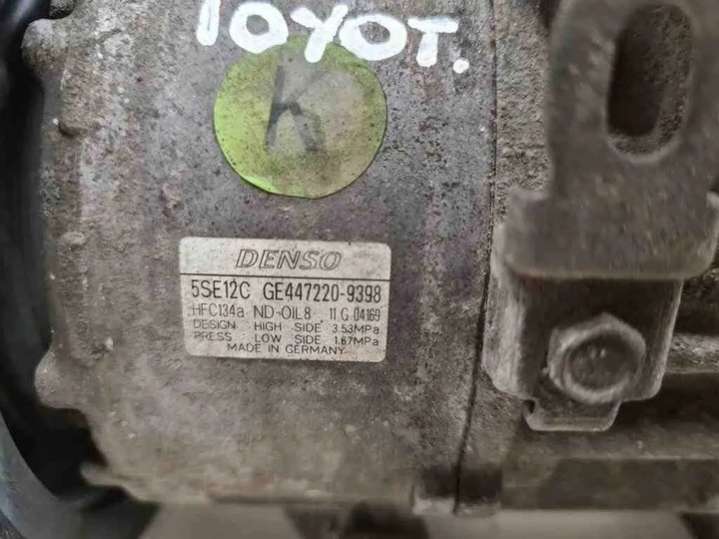 TOYOT.
K
DENSO
5SE12C GE447220-9398
HFC134a ND-OIL8 11G 04169
DESIGN HIGH SIDE 3.53MPa
PRESS LOW SIDE 1.67MPa
MADE IN GERMANY